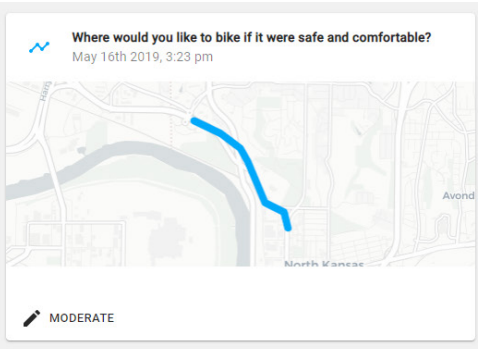 Where would you like to bike if it were safe and comfortable?
May 16th 2019, 3:23 pm
Avond
North Kansas
MODERATE